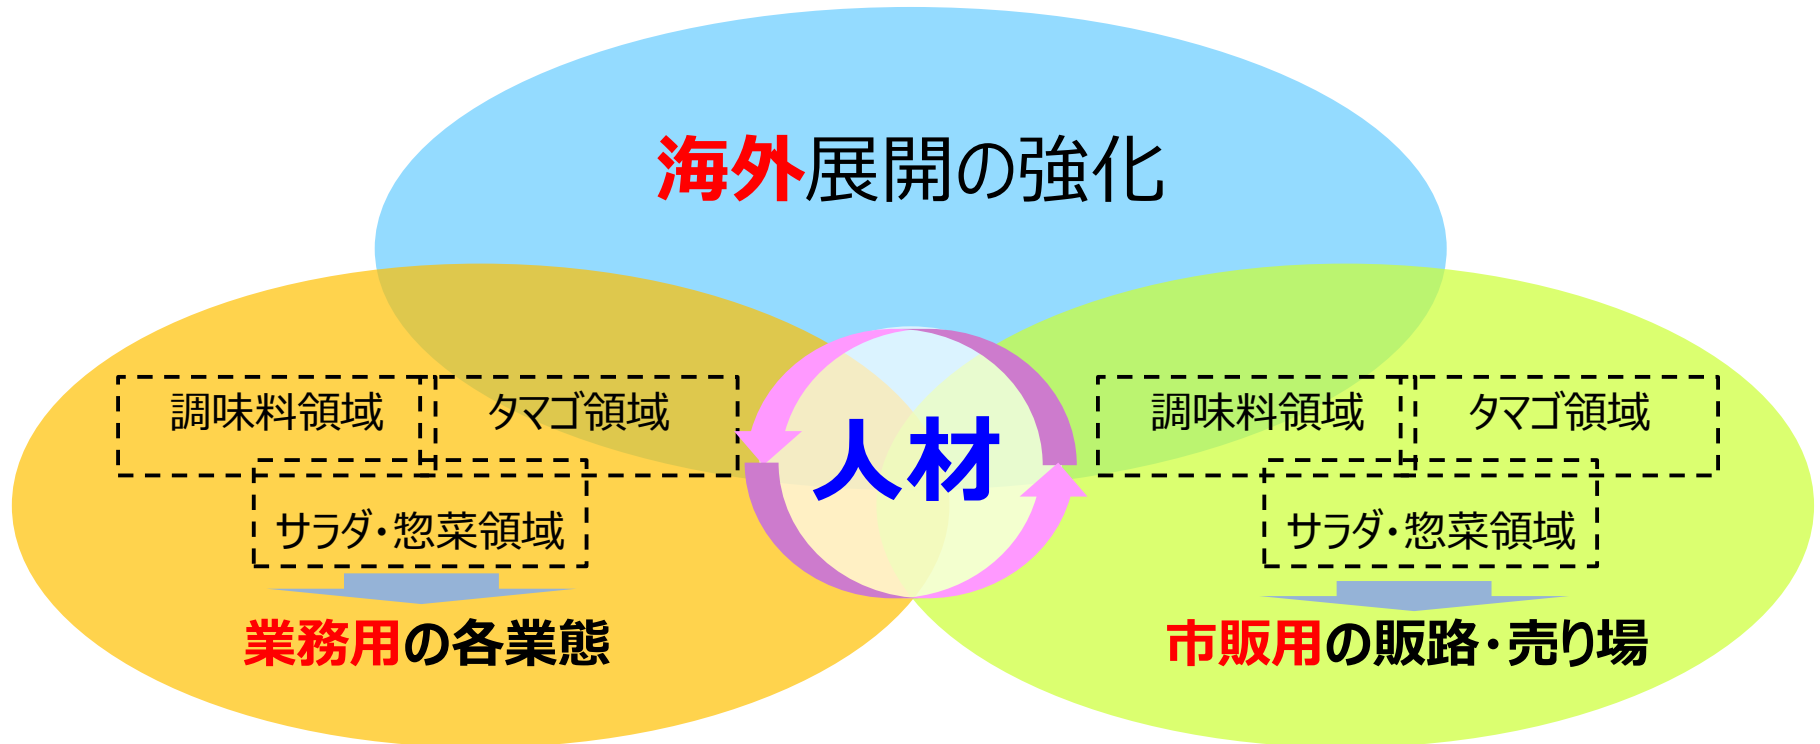 海外展開の強化
調味料領域
タマゴ領域
サラダ・惣菜領域
業務用の各業態
人材
調味料領域
タマゴ領域
サラダ・惣菜領域
市販用の販路・売り場